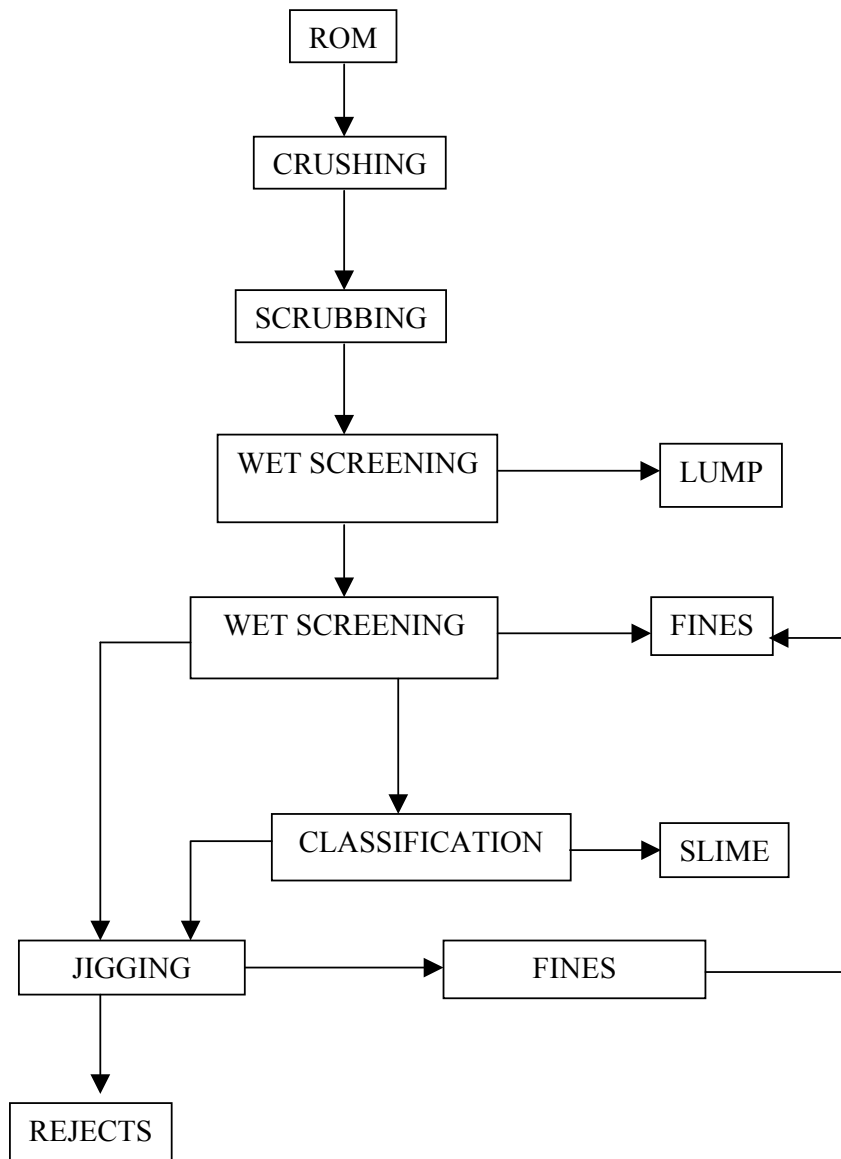 ROM
CRUSHING
SCRUBBING
WET SCREENING
LUMP
WET SCREENING
FINES
CLASSIFICATION
SLIME
JIGGING
FINES
REJECTS